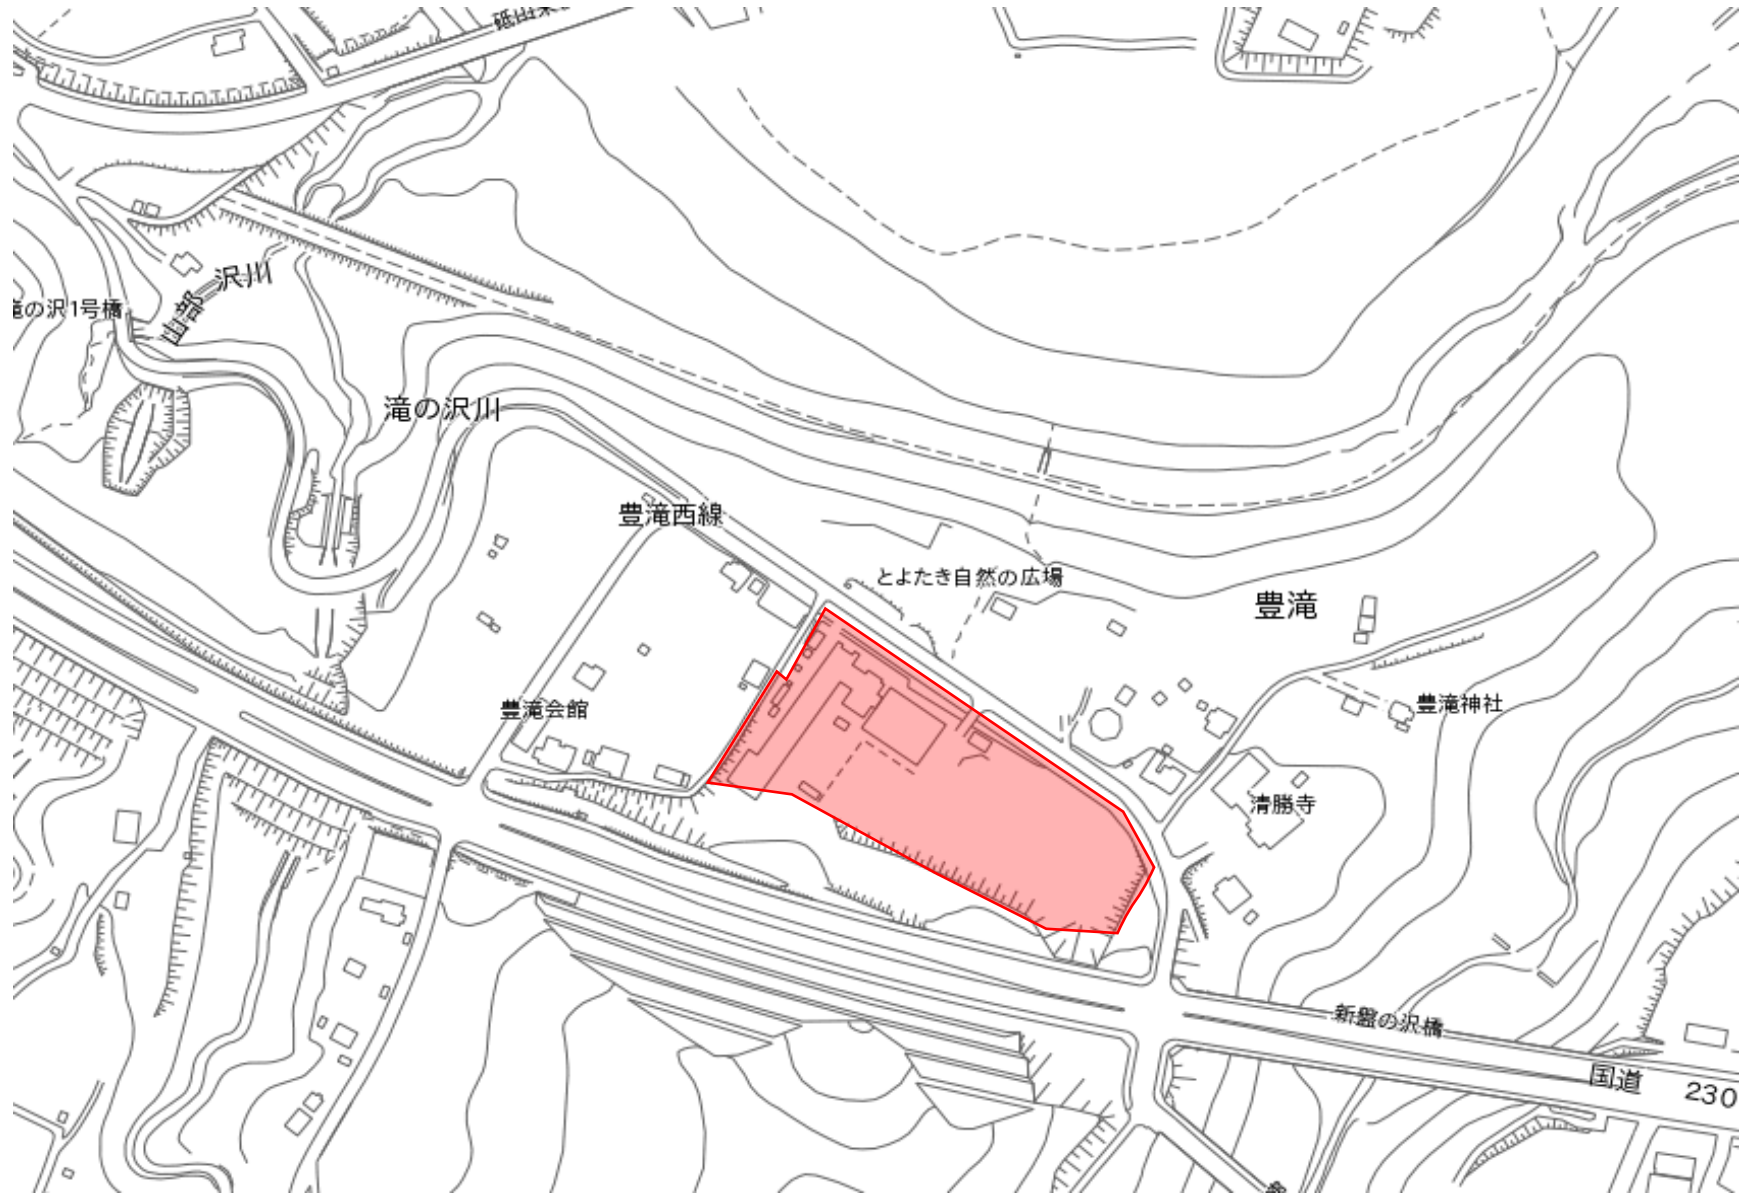 沢川
滝の沢1号橋
滝の沢川
豊滝西線
とよたき自然の広場
豊滝
豊滝会館
豊滝神社
清勝寺
新盤の沢橋
国道 230